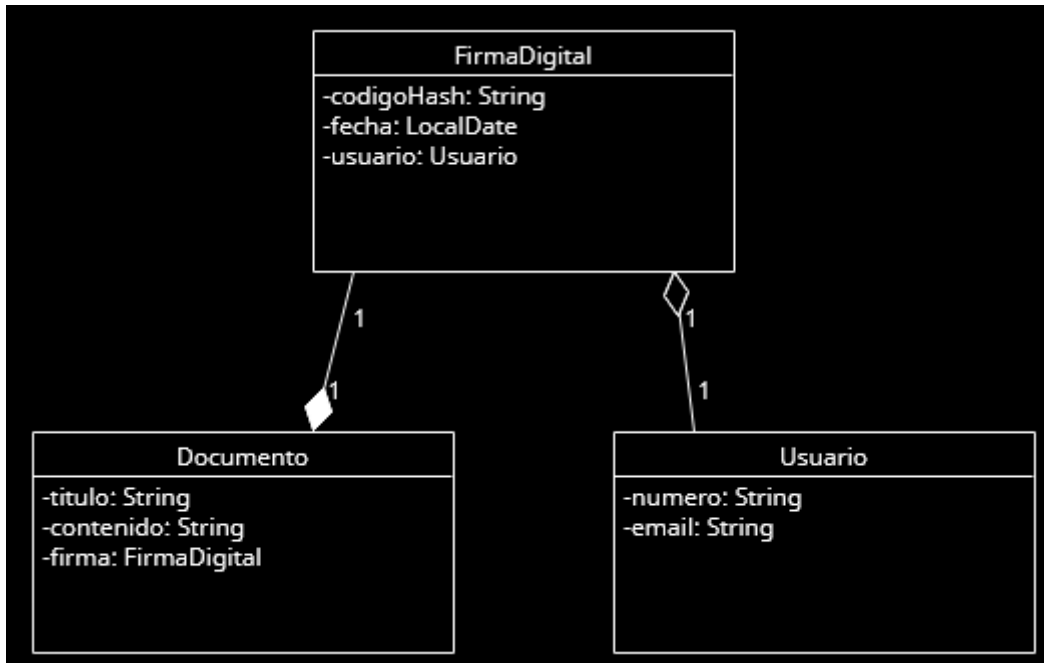 FirmaDigital
-codigoHash: String
-fecha: LocalDate
-usuario: Usuario
1
1
1
1
Documento
-titulo: String
-contenido: String
-firma: FirmaDigital
Usuario
-numero: String
-email: String